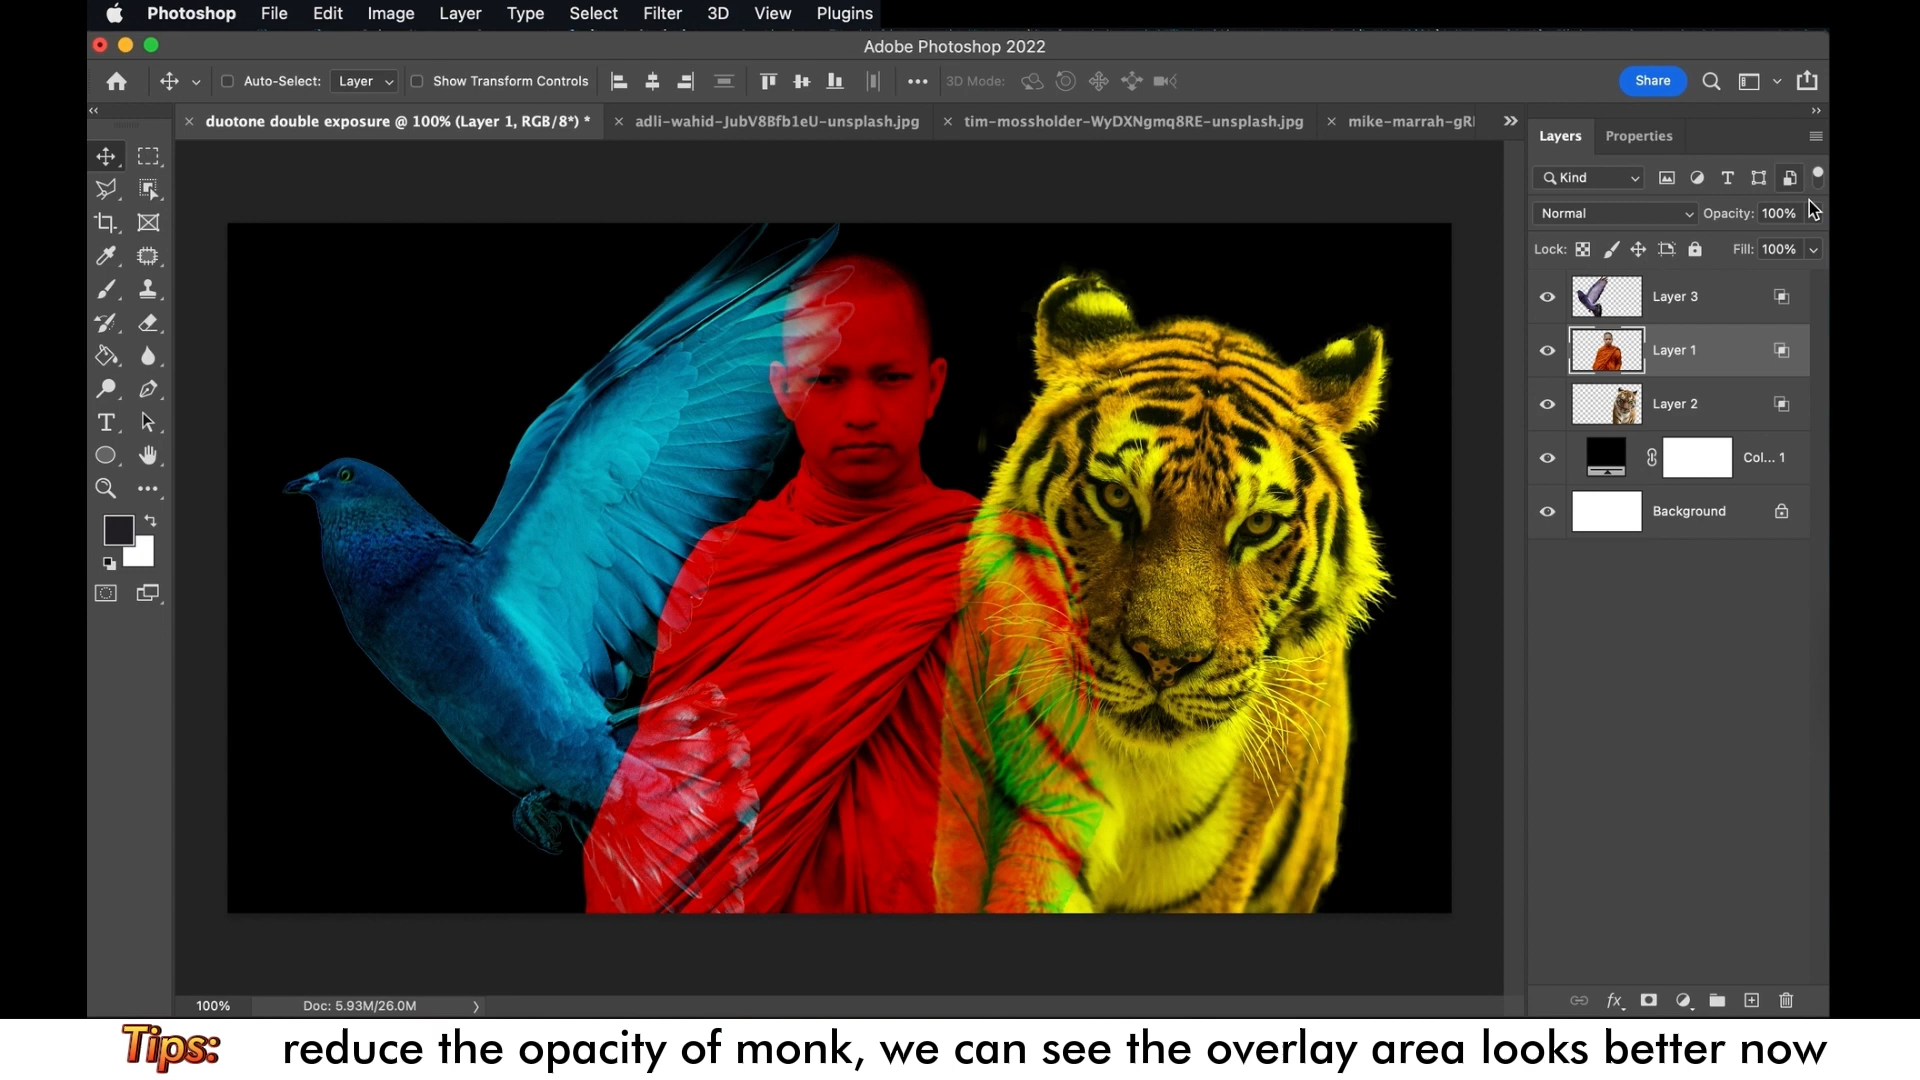 Photoshop File Edit Image Layer Type Select Filter 3D View Plugins
Adobe Photoshop 2022
Auto-Select: Layer Show Transform Controls 3D Mode: Share
duotone double exposure @ 100% (Layer 1, RGB/8*) * adli-wahid-JubV8Bfb1eU-unsplash.jpg tim-mossholder-WyDXNgmq8RE-unsplash.jpg mike-marrah-gR
Layers Properties
Kind
Normal Opacity: 100%
Lock: Fill: 100%
Layer 3
Layer 1
Layer 2
Col... 1
Background
100% Doc: 5.93M/26.0M
fx
Tips: reduce the opacity of monk, we can see the overlay area looks better now